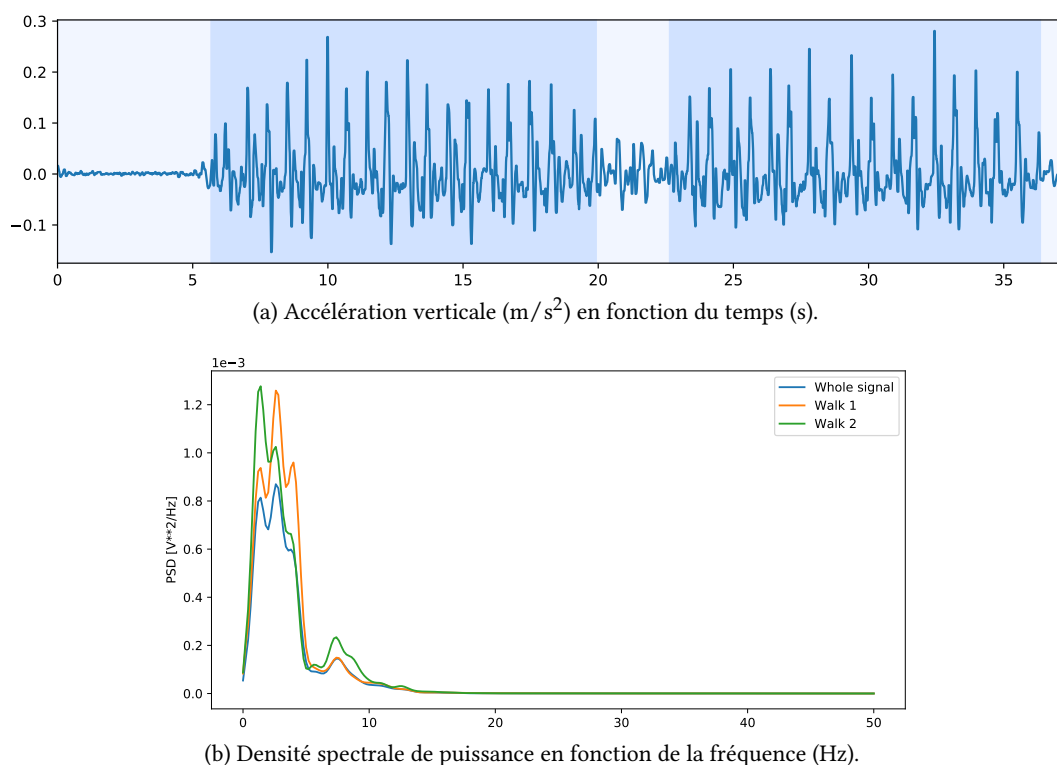 0.3
0.2
0.1
0.0
−0.1
0 5 10 15 20 25 30 35
(a) Accélération verticale (m/s²) en fonction du temps (s).
1e−3
Whole signal
Walk 1
Walk 2
1.2
1.0
0.8
0.6
0.4
0.2
0.0
PSD [V**2/Hz]
0 10 20 30 40 50
(b) Densité spectrale de puissance en fonction de la fréquence (Hz).